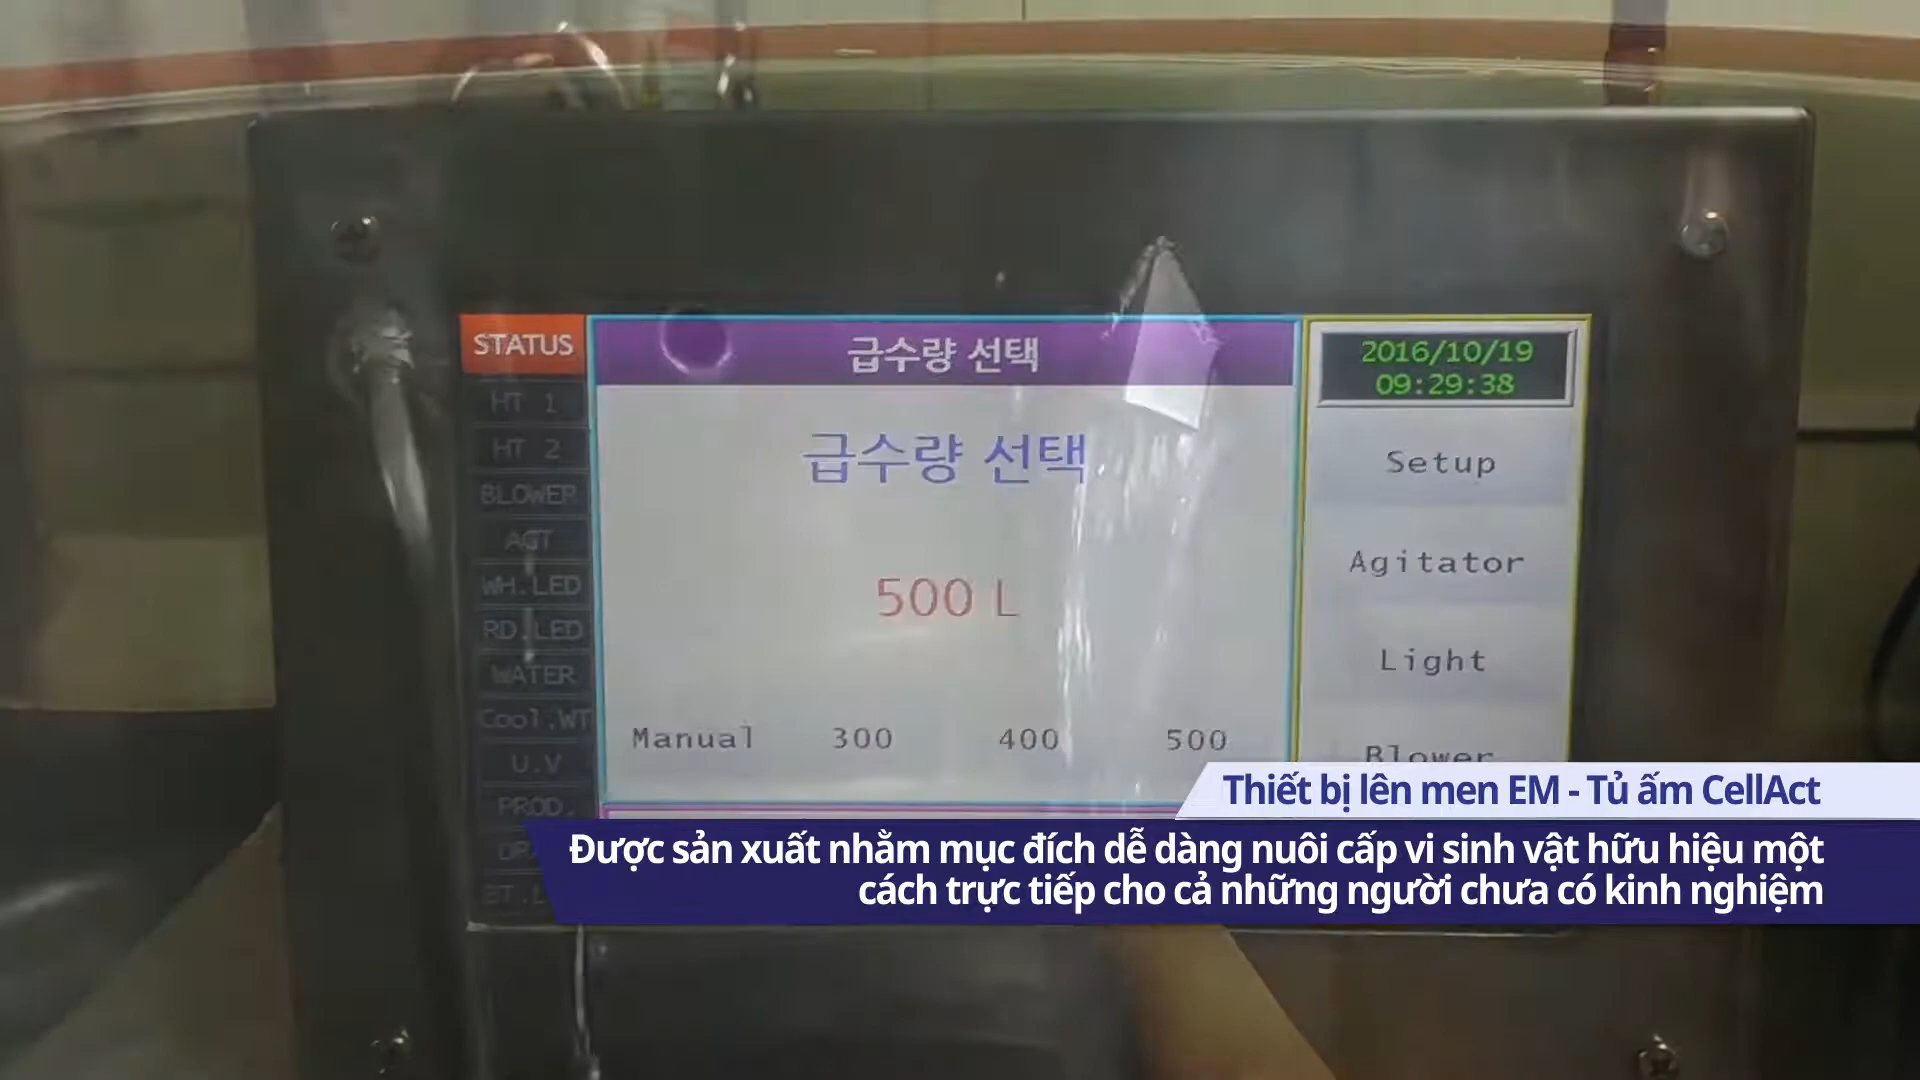 STATUS
HT 1
HT 2
BLOWER
AGT
WH.LED
RD.LED
WATER
Cool.WT
U.V
PROD.
급수량 선택
급수량 선택
500 L
Manual 300 400 500
2016/10/19
09:29:38
Setup
Agitator
Light
Blower
Thiết bị lên men EM - Tủ ấm CellAct
Được sản xuất nhằm mục đích dễ dàng nuôi cấp vi sinh vật hữu hiệu một
cách trực tiếp cho cả những người chưa có kinh nghiệm